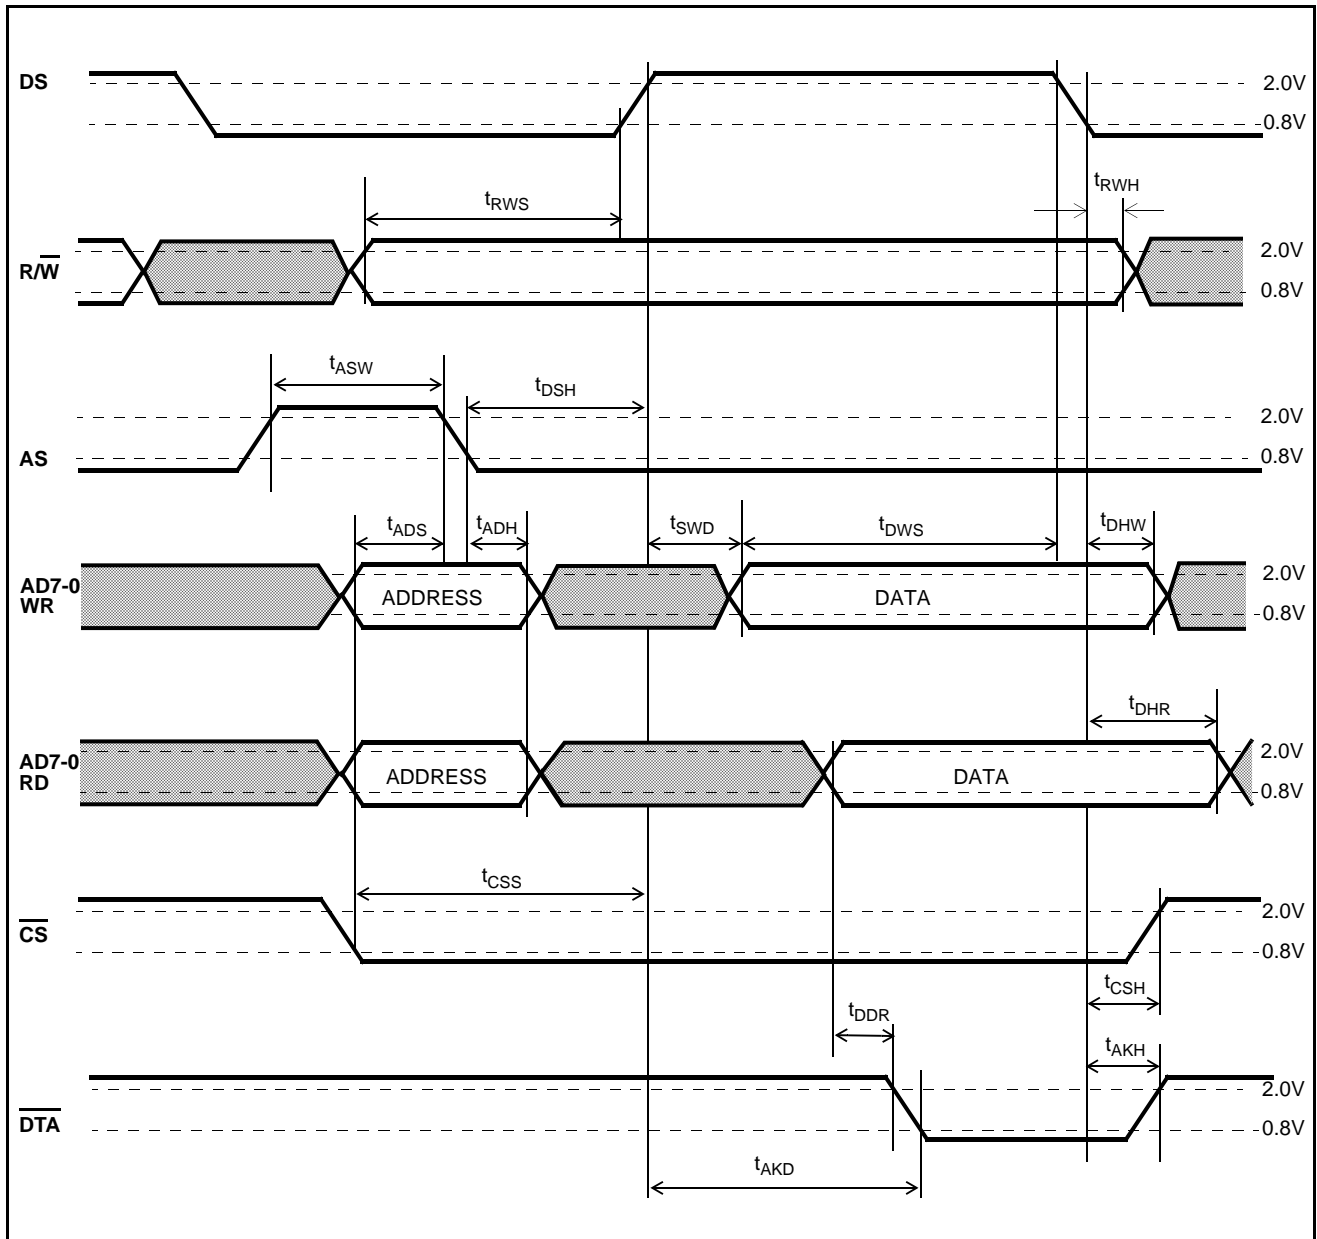 DS
2.0V
0.8V
tRWH
tRWS
R/W̅
2.0V
0.8V
tASW
tDSH
2.0V
AS
0.8V
tADS
tADH
tSWD
tDWS
tDHW
AD7-0
WR
ADDRESS
DATA
2.0V
0.8V
tDHR
AD7-0
RD
ADDRESS
DATA
2.0V
0.8V
tCSS
C̅S̅
2.0V
0.8V
tCSH
tDDR
tAKH
D̅T̅A̅
2.0V
0.8V
tAKD